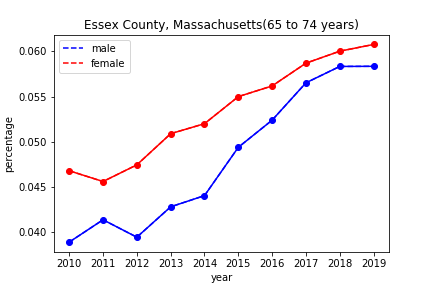 Essex County, Massachusetts(65 to 74 years)
male
female
0.060
0.055
0.050
0.045
0.040
percentage
2010 2011 2012 2013 2014 2015 2016 2017 2018 2019
year